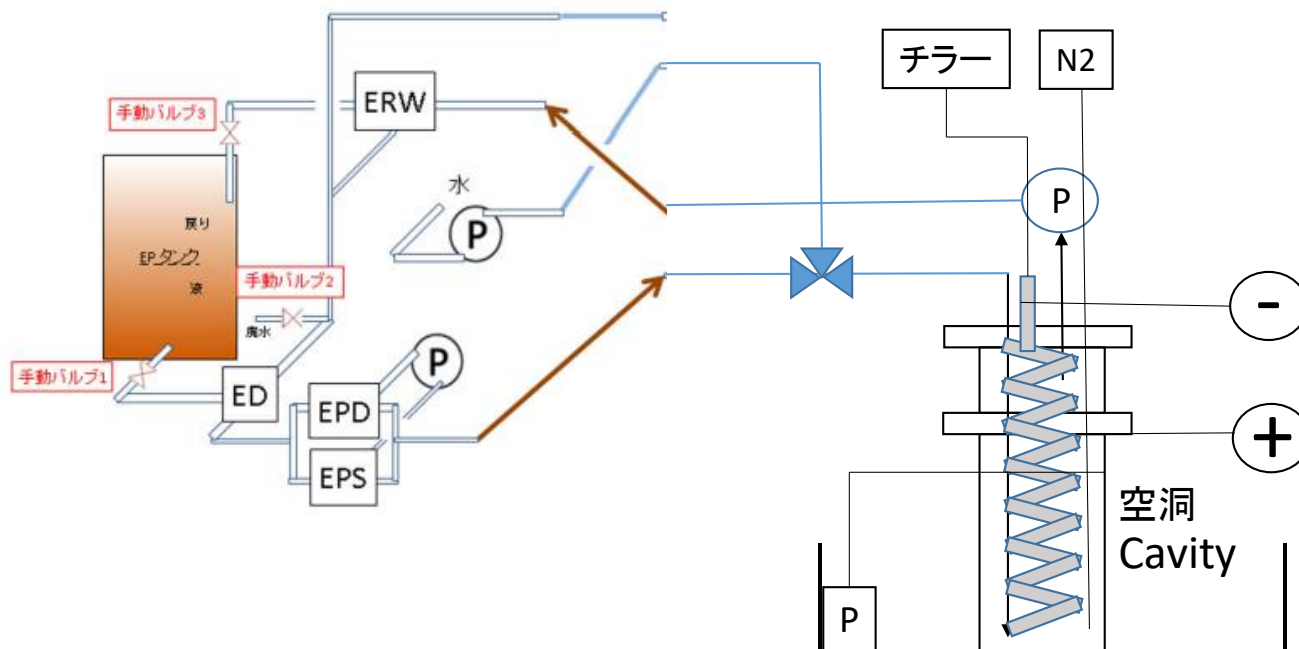 チラー
N2
手動バルブ3
ERW
水
P
P
戻り
EPタンク
液
手動バルブ2
廃水
手動バルブ1
ED
EPD
P
EPS
-
+
空洞
Cavity
P